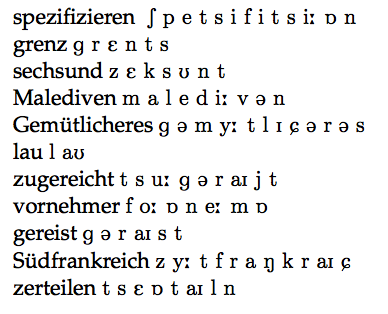 spezifizieren ʃ p e t s i f i t s iː ɒ n
grenz ɡ r ɛ n t s
sechsund z ɛ k s ʊ n t
Malediven m a l e d iː v ə n
Gemütlicheres ɡ ə m yː t l ɪ ɕ ə r ə s
lau l aʊ
zugereicht t s uː ɡ ə r aɪ j t
vornehmer f oː ɒ n eː m ɒ
gereist ɡ ə r aɪ s t
Südfrankreich z yː t f r a ŋ k r aɪ ɕ
zerteilen t s ɛ ɒ t aɪ l n